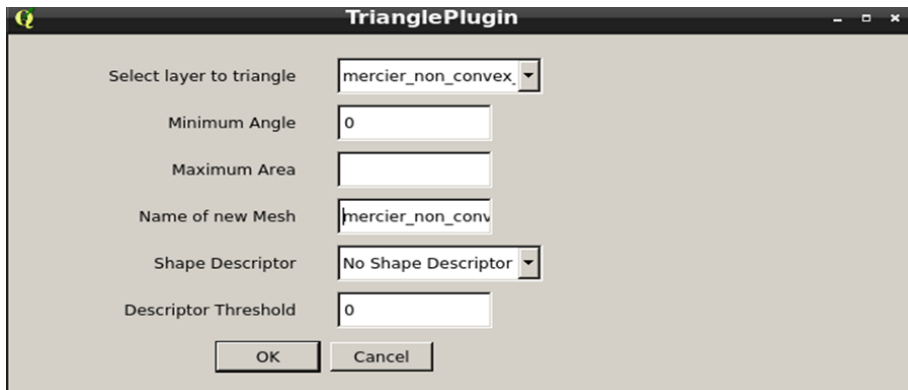 TrianglePlugin
Select layer to triangle mercier_non_convex_
Minimum Angle 0
Maximum Area
Name of new Mesh mercier_non_conv
Shape Descriptor No Shape Descriptor
Descriptor Threshold 0
OK Cancel